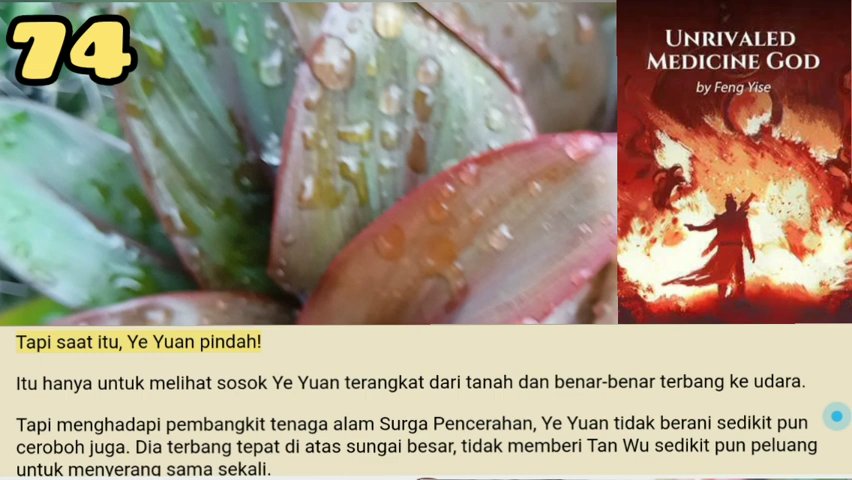 74
UNRIVALED
MEDICINE GOD
by Feng Yise
Tapi saat itu, Ye Yuan pindah!
Itu hanya untuk melihat sosok Ye Yuan terangkat dari tanah dan benar-benar terbang ke udara.
Tapi menghadapi pembangkit tenaga alam Surga Pencerahan, Ye Yuan tidak berani sedikit pun
ceroboh juga. Dia terbang tepat di atas sungai besar, tidak memberi Tan Wu sedikit pun peluang
untuk menyerang sama sekali.